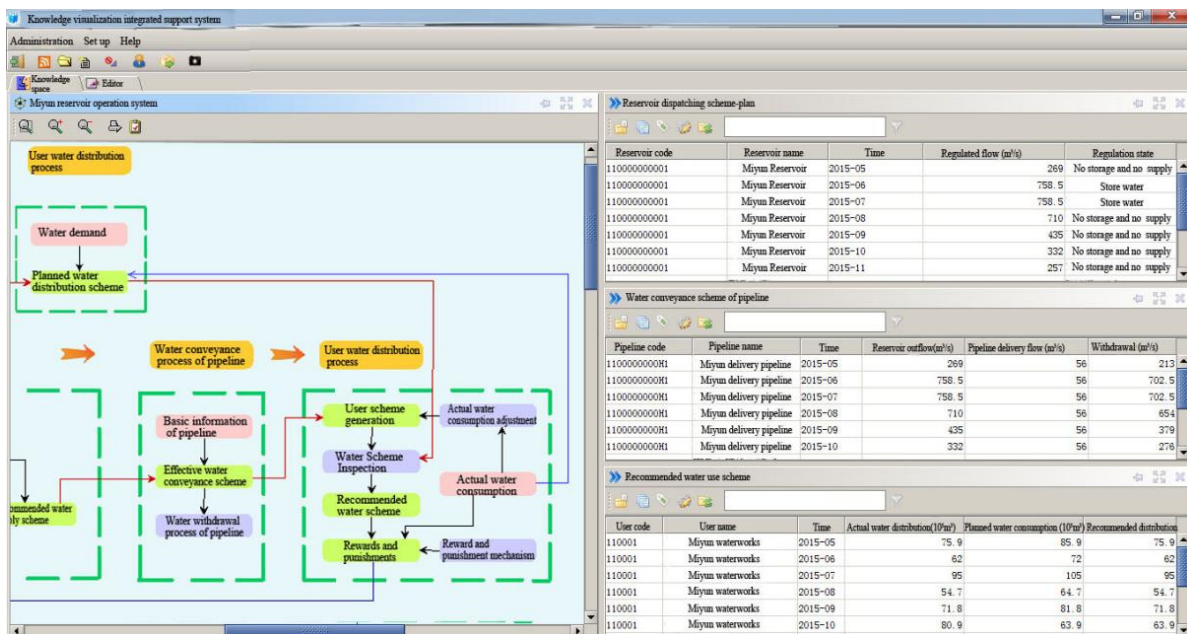 Knowledge visualization integrated support system
Administration Set up Help
Knowledge
space
Editor
Miyun reservoir operation system
User water distribution
process
Water demand
Planned water
distribution scheme
Water conveyance
process of pipeline
User water distribution
process
Basic information
of pipeline
Effective water
conveyance scheme
Water withdrawal
process of pipeline
User scheme
generation
Actual water
consumption adjustment
Water Scheme
Inspection
Actual water
consumption
Recommended
water scheme
Rewards and
punishments
Reward and
punishment mechanism
ommended water
ly scheme
Reservoir dispatching scheme-plan
Reservoir code Reservoir name Time Regulated flow (m³/s) Regulation state
110000000001 Miyun Reservoir 2015-05 269 No storage and no supply
110000000001 Miyun Reservoir 2015-06 758.5 Store water
110000000001 Miyun Reservoir 2015-07 758.5 Store water
110000000001 Miyun Reservoir 2015-08 710 No storage and no supply
110000000001 Miyun Reservoir 2015-09 435 No storage and no supply
110000000001 Miyun Reservoir 2015-10 332 No storage and no supply
110000000001 Miyun Reservoir 2015-11 257 No storage and no supply
Water conveyance scheme of pipeline
Pipeline code Pipeline name Time Reservoir outflow(m³/s) Pipeline delivery flow (m³/s) Withdrawal (m³/s)
1100000000H1 Miyun delivery pipeline 2015-05 269 56 213
1100000000H1 Miyun delivery pipeline 2015-06 758.5 56 702.5
1100000000H1 Miyun delivery pipeline 2015-07 758.5 56 702.5
1100000000H1 Miyun delivery pipeline 2015-08 710 56 654
1100000000H1 Miyun delivery pipeline 2015-09 435 56 379
1100000000H1 Miyun delivery pipeline 2015-10 332 56 276
Recommended water use scheme
User code User name Time Actual water distribution Planned water consumption Recommended distribution
110001 Miyun waterworks 2015-05 75.9 85.9 75.9
110001 Miyun waterworks 2015-06 62 72 62
110001 Miyun waterworks 2015-07 95 105 95
110001 Miyun waterworks 2015-08 54.7 64.7 54.7
110001 Miyun waterworks 2015-09 71.8 81.8 71.8
110001 Miyun waterworks 2015-10 80.9 63.9 63.9